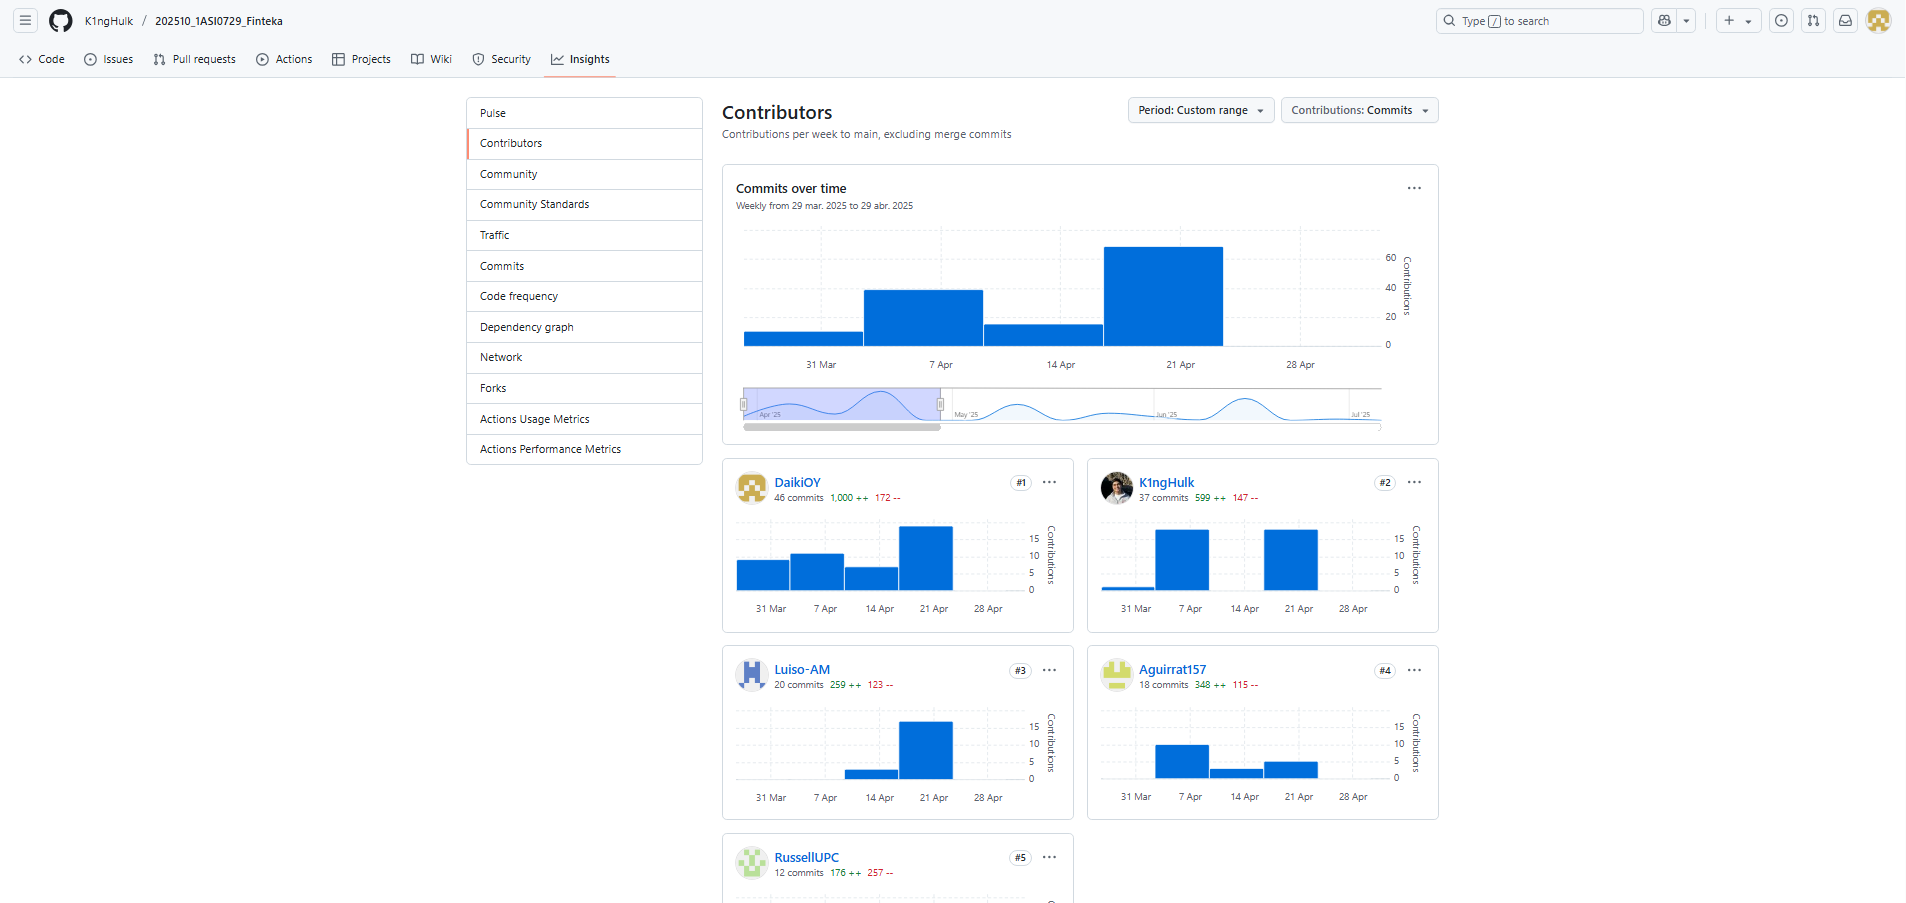 K1ngHulk / 202510_1ASI0729_Finteka
Type / to search
Code Issues Pull requests Actions Projects Wiki Security Insights
Pulse
Contributors
Community
Community Standards
Traffic
Commits
Code frequency
Dependency graph
Network
Forks
Actions Usage Metrics
Actions Performance Metrics
Contributors
Period: Custom range
Contributions: Commits
Contributions per week to main, excluding merge commits
Commits over time
Weekly from 29 mar. 2025 to 29 abr. 2025
60
40
20
0
Contributions
31 Mar 7 Apr 14 Apr 21 Apr 28 Apr
Apr '25 May '25 Jun '25 Jul '25
DaikiOY #1
46 commits 1,000 ++ 172 --
15
10
5
0
Contributions
31 Mar 7 Apr 14 Apr 21 Apr 28 Apr
K1ngHulk #2
37 commits 599 ++ 147 --
15
10
5
0
Contributions
31 Mar 7 Apr 14 Apr 21 Apr 28 Apr
Luiso-AM #3
20 commits 259 ++ 123 --
15
10
5
0
Contributions
31 Mar 7 Apr 14 Apr 21 Apr 28 Apr
Aguirrat157 #4
18 commits 348 ++ 115 --
15
10
5
0
Contributions
31 Mar 7 Apr 14 Apr 21 Apr 28 Apr
RussellUPC #5
12 commits 176 ++ 257 --